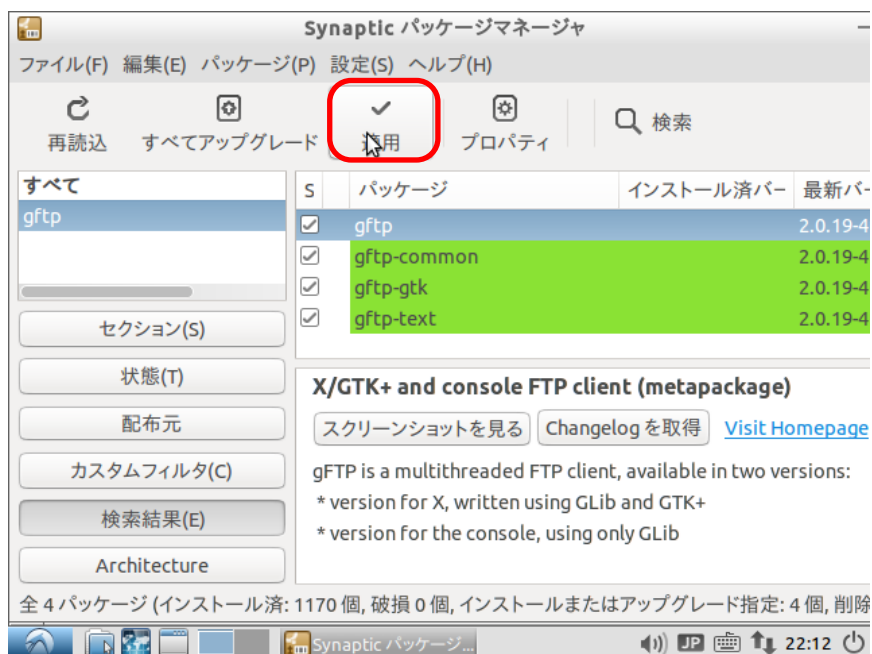 Synaptic パッケージマネージャ
ファイル(F) 編集(E) パッケージ(P) 設定(S) ヘルプ(H)
再読込 すべてアップグレード 適用 プロパティ 検索
すべて
gftp
S パッケージ インストール済バー 最新バー
gftp 2.0.19-4
gftp-common 2.0.19-4
gftp-gtk 2.0.19-4
gftp-text 2.0.19-4
セクション(S)
状態(T)
配布元
カスタムフィルタ(C)
検索結果(E)
Architecture
X/GTK+ and console FTP client (metapackage)
スクリーンショットを見る Changelog を取得 Visit Homepage
gFTP is a multithreaded FTP client, available in two versions:
* version for X, written using GLib and GTK+
* version for the console, using only GLib
全 4 パッケージ (インストール済: 1170 個, 破損 0 個, インストールまたはアップグレード指定: 4 個, 削除
Synaptic パッケージ... JP 22:12